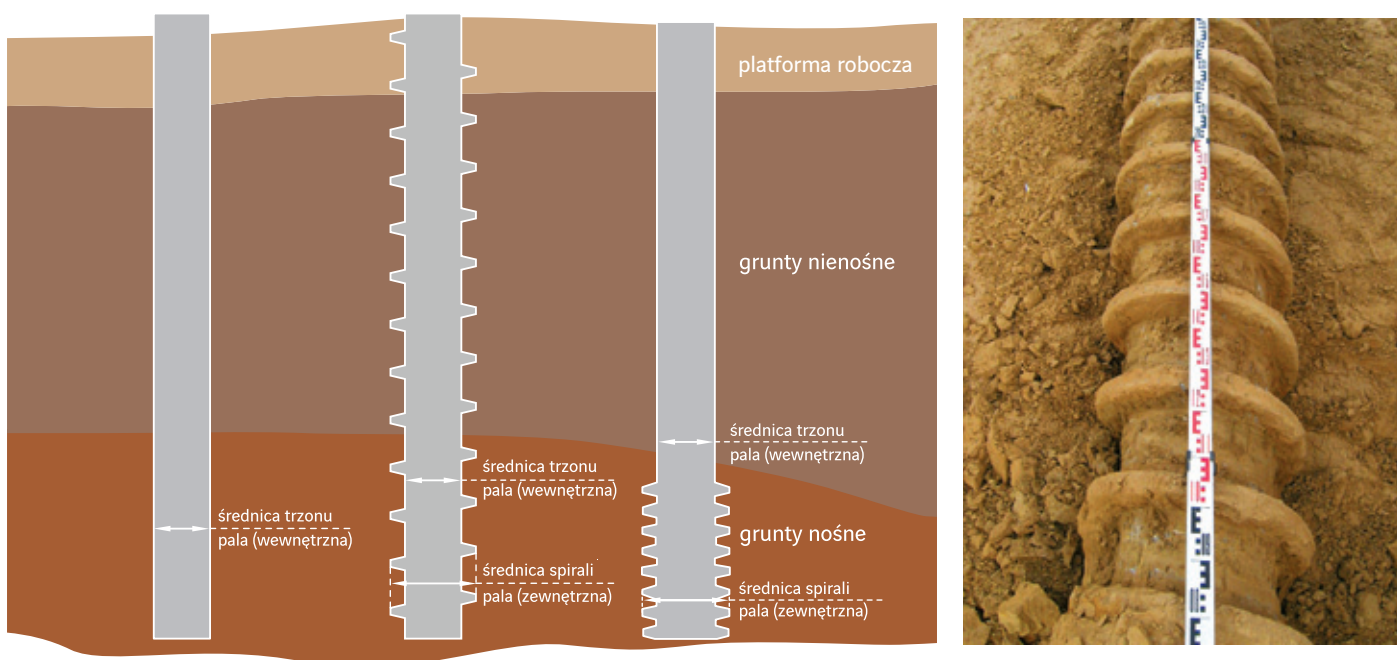 platforma robocza
grunty nienośne
średnica trzonu
pala (wewnętrzna)
średnica trzonu
pala (wewnętrzna)
średnica trzonu
pala (wewnętrzna)
grunty nośne
średnica spirali
pala (zewnętrzna)
średnica spirali
pala (zewnętrzna)